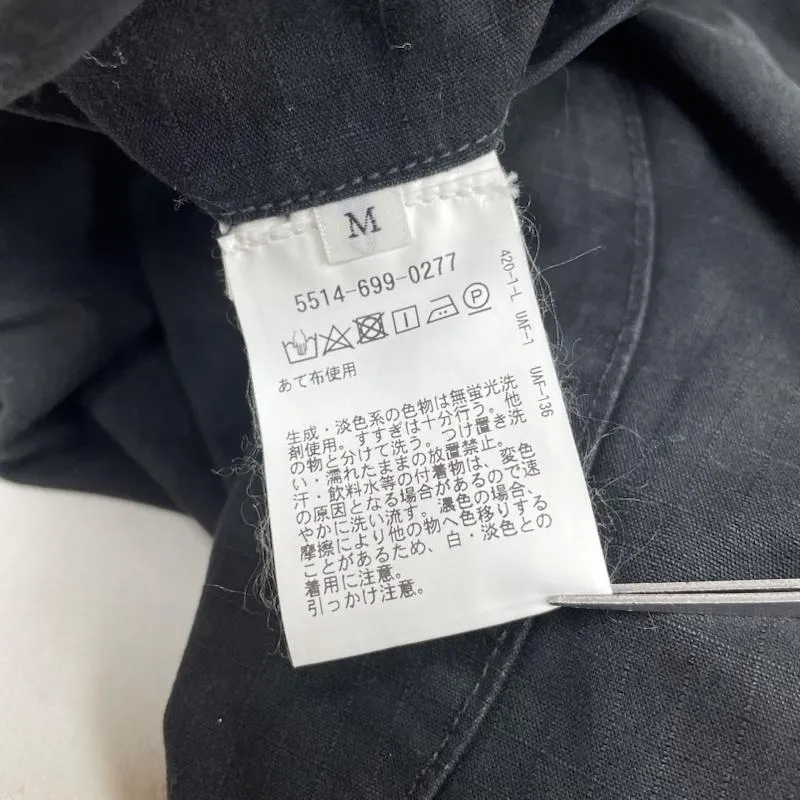 M
5514-699-0277
P
あて布使用
生成・淡色系の色物は無蛍光洗
剤使用。すすぎは十分行う。他
の物と分けて洗う。つけ置き洗
い・濡れたままの放置禁止。
汗・飲料水等の付着物は、変色
の原因となる場合があるので速
やかに洗い流す。濃色の場合、
摩擦により他の物へ色移りする
ことがあるため、白・淡色との
着用に注意。
引っかけ注意。
420-1-L UMF-1 UMF-136